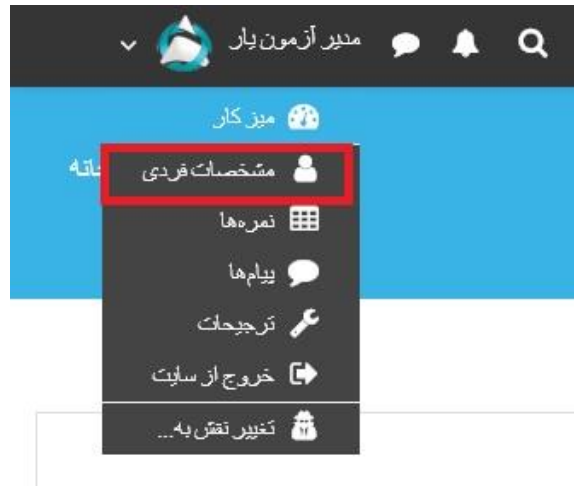 مدیر آزمون یار
میز کار
مشخصات فردی
نمره‌ها
پیام‌ها
ترجیحات
خروج از سایت
تغییر نقش به...